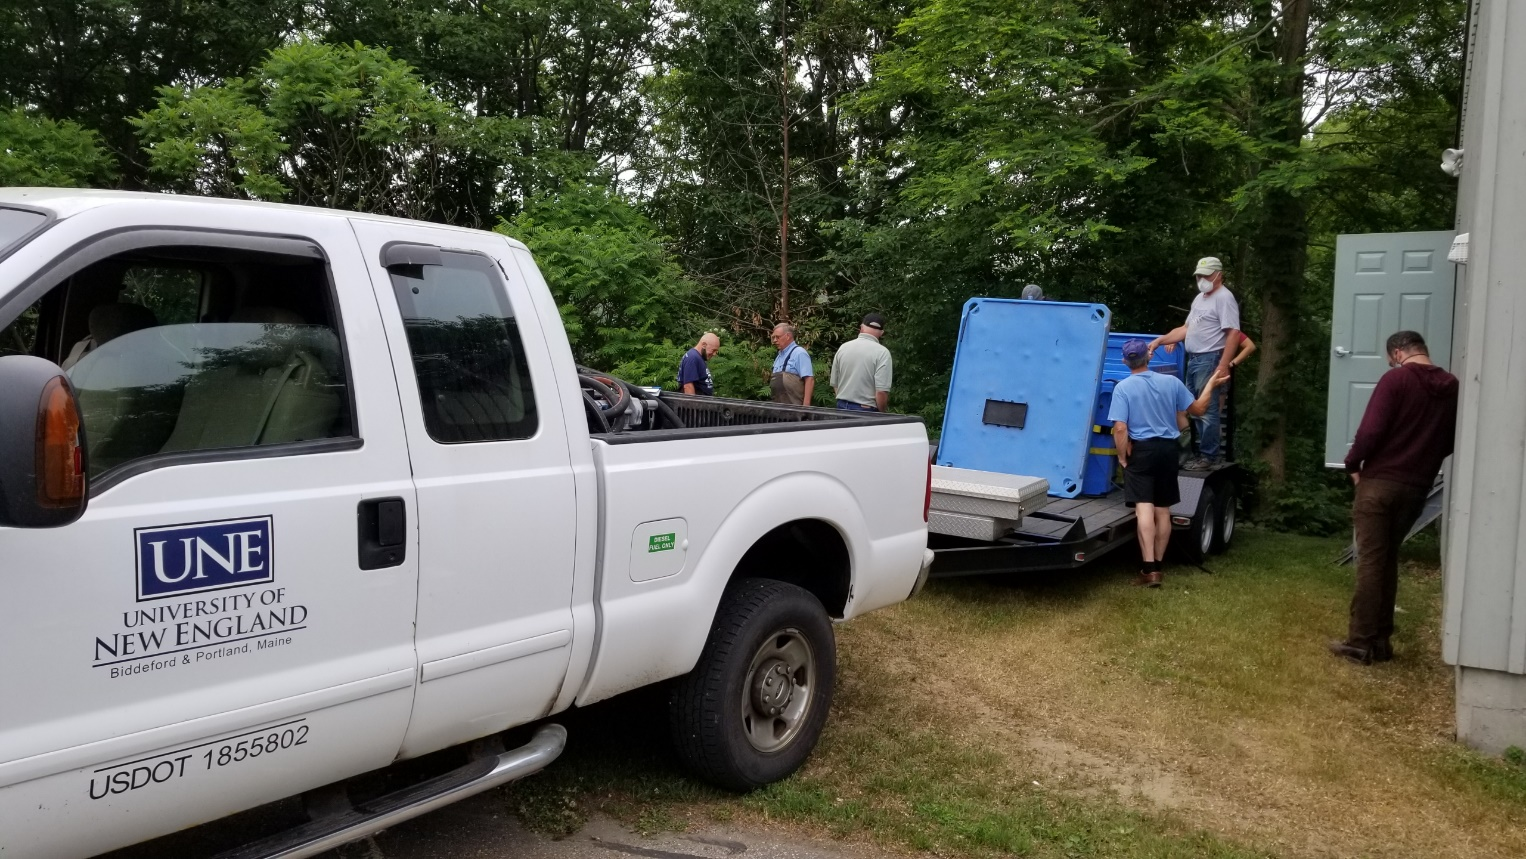 UNE
UNIVERSITY OF
NEW ENGLAND
Biddeford & Portland, Maine
USDOT 1855802
DIESEL
FUEL ONLY